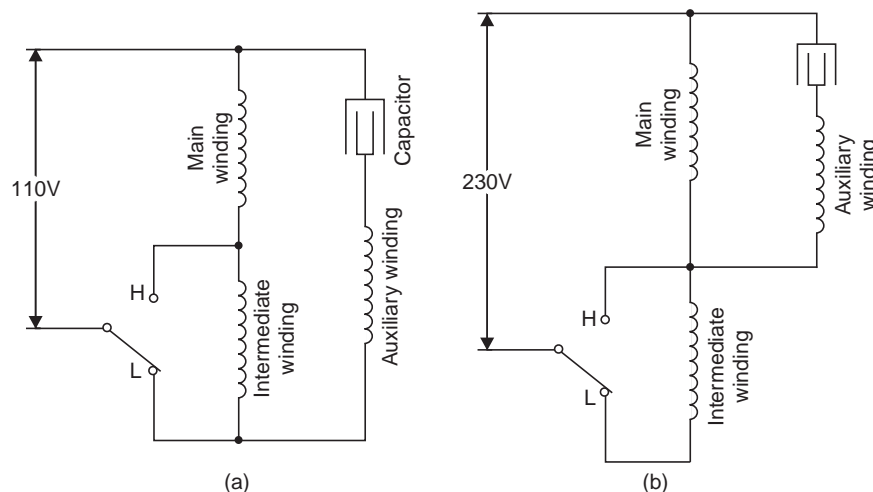 110V
Main
winding
Capacitor
H
L
Intermediate
winding
Auxiliary winding
(a)
230V
Main
winding
Auxiliary
winding
H
L
Intermediate
winding
(b)